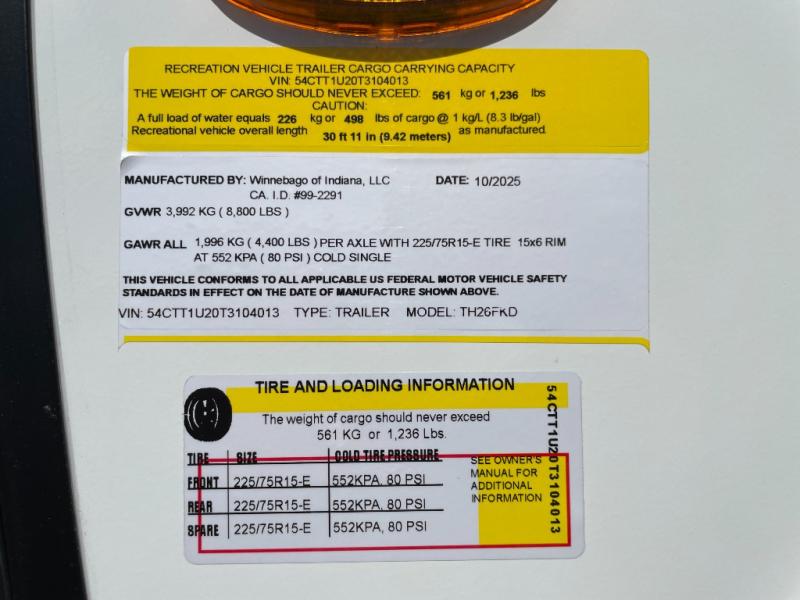 RECREATION VEHICLE TRAILER CARGO CARRYING CAPACITY
VIN: 54CTT1U20T3104013
THE WEIGHT OF CARGO SHOULD NEVER EXCEED: 561 kg or 1,236 lbs
CAUTION:
A full load of water equals 226 kg or 498 lbs of cargo @ 1 kg/L (8.3 lb/gal)
Recreational vehicle overall length 30 ft 11 in (9.42 meters) as manufactured.
MANUFACTURED BY: Winnebago of Indiana, LLC DATE: 10/2025
CA. I.D. #99-2291
GVWR 3,992 KG ( 8,800 LBS )
GAWR ALL 1,996 KG ( 4,400 LBS ) PER AXLE WITH 225/75R15-E TIRE 15x6 RIM
AT 552 KPA ( 80 PSI ) COLD SINGLE
THIS VEHICLE CONFORMS TO ALL APPLICABLE US FEDERAL MOTOR VEHICLE SAFETY
STANDARDS IN EFFECT ON THE DATE OF MANUFACTURE SHOWN ABOVE.
VIN: 54CTT1U20T3104013 TYPE: TRAILER MODEL: TH26FKD
TIRE AND LOADING INFORMATION
The weight of cargo should never exceed
561 KG or 1,236 Lbs.
TIRE SIZE COLD TIRE PRESSURE
FRONT 225/75R15-E 552KPA, 80 PSI
REAR 225/75R15-E 552KPA, 80 PSI
SPARE 225/75R15-E 552KPA, 80 PSI
SEE OWNER'S
MANUAL FOR
ADDITIONAL
INFORMATION
54CTT1U20T3104013